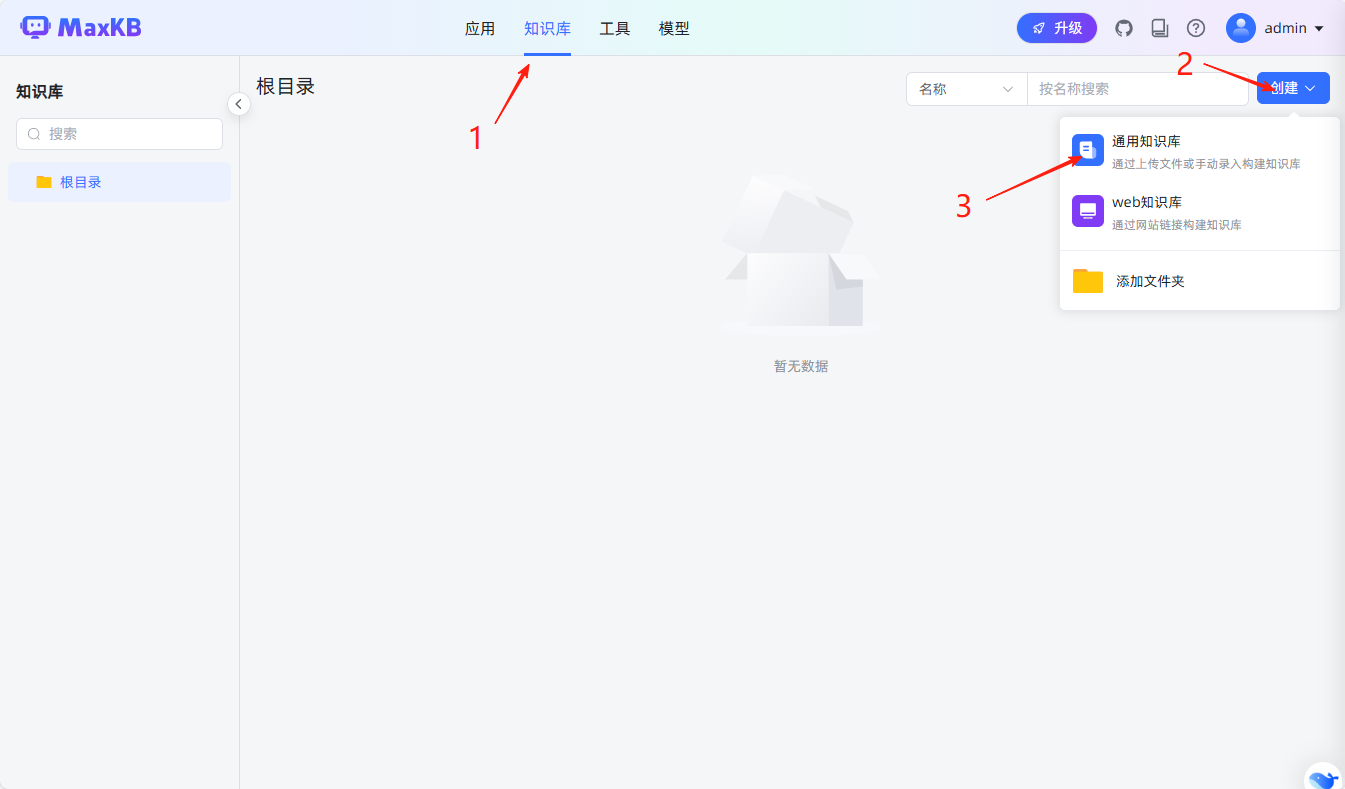 MaxKB
应用 知识库 工具 模型
升级
admin
知识库
搜索
根目录
根目录
名称
按名称搜索
创建
1
2
3
通用知识库
通过上传文件或手动录入构建知识库
web知识库
通过网站链接构建知识库
添加文件夹
暂无数据